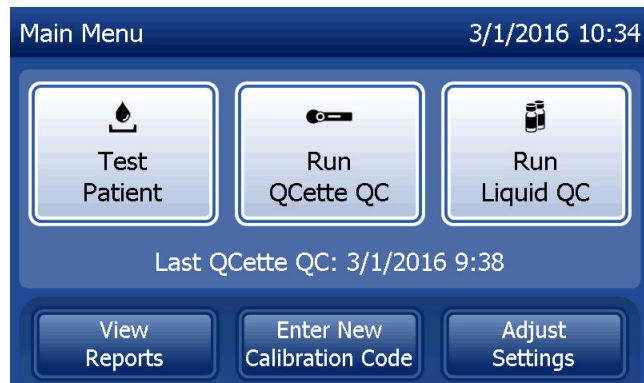 Main Menu 3/1/2016 10:34
Test Run Run
Patient QCette QC Liquid QC
Last QCette QC: 3/1/2016 9:38
View Enter New Adjust
Reports Calibration Code Settings